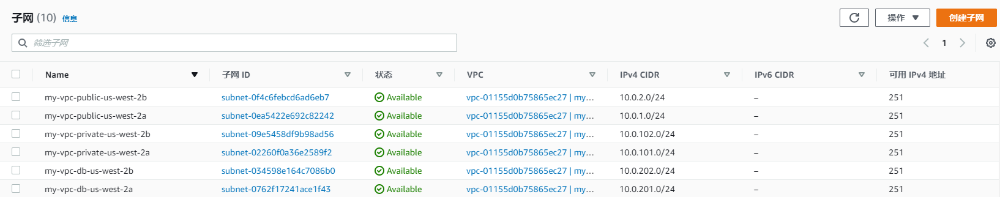 子网 (10) 信息
操作 创建子网
筛选子网
1
Name 子网 ID 状态 VPC IPv4 CIDR IPv6 CIDR 可用 IPv4 地址
my-vpc-public-us-west-2b subnet-0f4c6febcd6ad6eb7 Available vpc-01155d0b75865ec27 | my... 10.0.2.0/24 – 251
my-vpc-public-us-west-2a subnet-0ea5422e692c82242 Available vpc-01155d0b75865ec27 | my... 10.0.1.0/24 – 251
my-vpc-private-us-west-2b subnet-09e5458df9b98ad56 Available vpc-01155d0b75865ec27 | my... 10.0.102.0/24 – 251
my-vpc-private-us-west-2a subnet-02260f0a36e2589f2 Available vpc-01155d0b75865ec27 | my... 10.0.101.0/24 – 251
my-vpc-db-us-west-2b subnet-034598e164c7086b0 Available vpc-01155d0b75865ec27 | my... 10.0.202.0/24 – 251
my-vpc-db-us-west-2a subnet-0762f17241ace1f43 Available vpc-01155d0b75865ec27 | my... 10.0.201.0/24 – 251